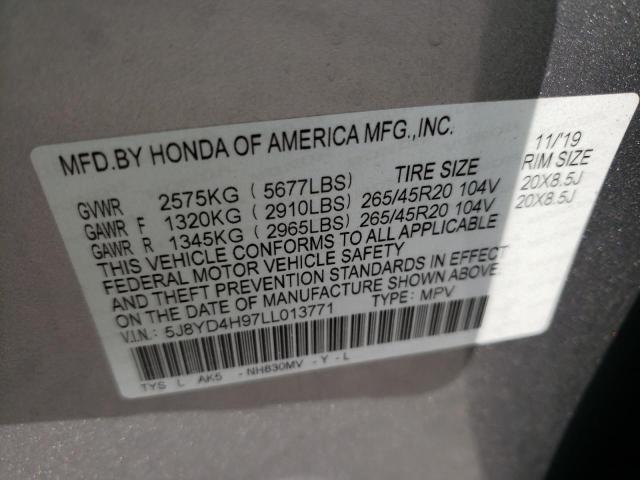 MFD.BY HONDA OF AMERICA MFG.,INC. 11/'19
TIRE SIZE RIM SIZE
GVWR 2575KG (5677LBS)
GAWR F 1320KG (2910LBS) 265/45R20 104V 20X8.5J
GAWR R 1345KG (2965LBS) 265/45R20 104V 20X8.5J
THIS VEHICLE CONFORMS TO ALL APPLICABLE
FEDERAL MOTOR VEHICLE SAFETY
AND THEFT PREVENTION STANDARDS IN EFFECT
ON THE DATE OF MANUFACTURE SHOWN ABOVE.
V.I.N.: 5J8YD4H97LL013771 TYPE: MPV
TYS L AK5 -NH830MV - Y - L